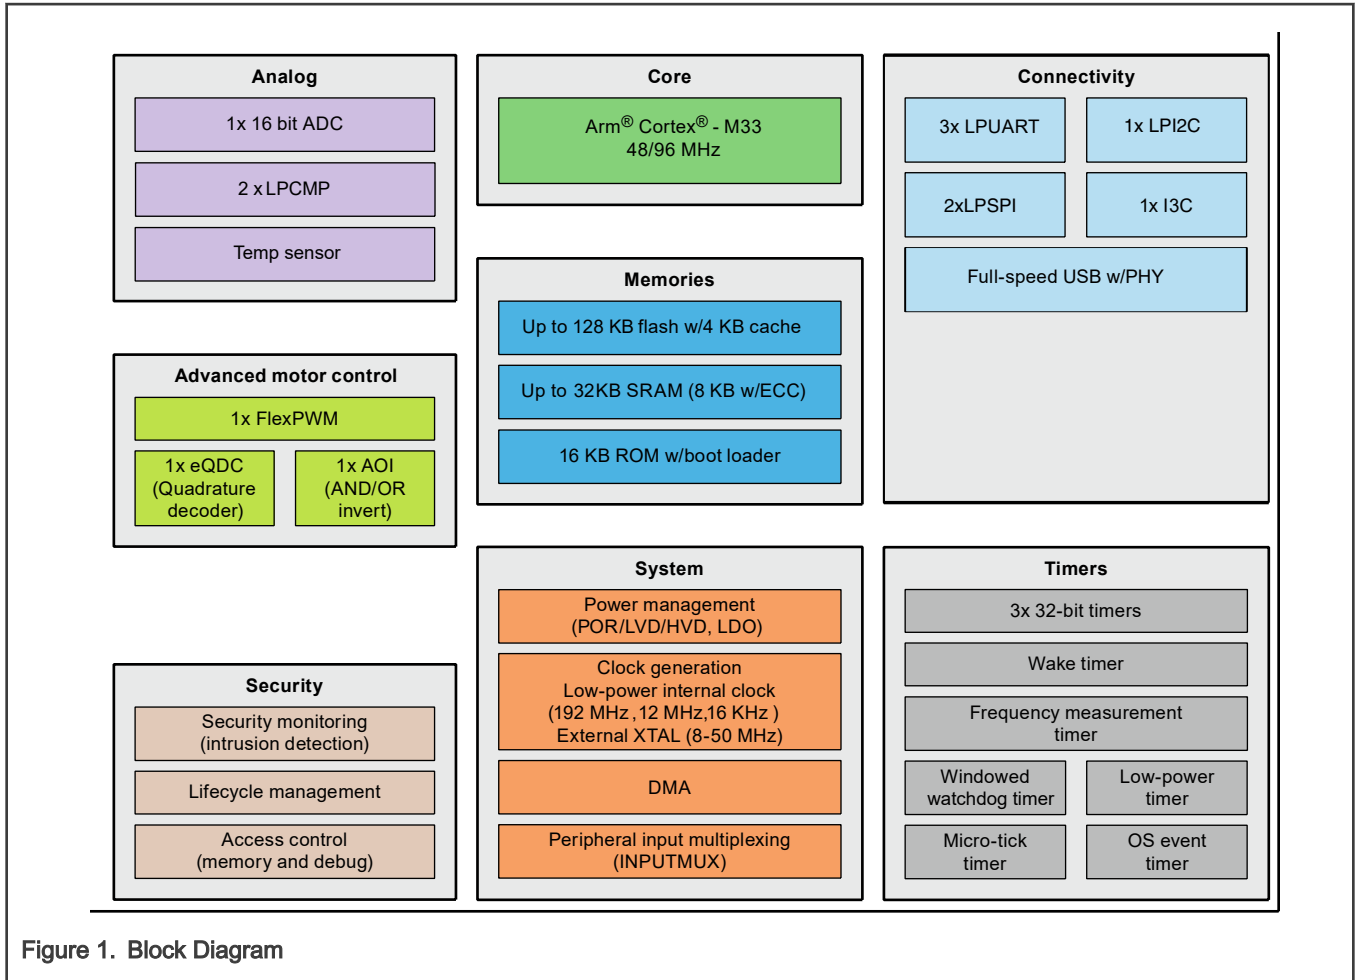 Analog
1x 16 bit ADC
2 x LPCMP
Temp sensor
Core
Arm® Cortex® - M33
48/96 MHz
Connectivity
3x LPUART
1x LPI2C
2xLPSPI
1x I3C
Full-speed USB w/PHY
Memories
Up to 128 KB flash w/4 KB cache
Up to 32KB SRAM (8 KB w/ECC)
16 KB ROM w/boot loader
Advanced motor control
1x FlexPWM
1x eQDC
(Quadrature
decoder)
1x AOI
(AND/OR
invert)
System
Power management
(POR/LVD/HVD, LDO)
Clock generation
Low-power internal clock
(192 MHz ,12 MHz,16 KHz )
External XTAL (8-50 MHz)
DMA
Peripheral input multiplexing
(INPUTMUX)
Timers
3x 32-bit timers
Wake timer
Frequency measurement
timer
Windowed
watchdog timer
Low-power
timer
Micro-tick
timer
OS event
timer
Security
Security monitoring
(intrusion detection)
Lifecycle management
Access control
(memory and debug)
Figure 1. Block Diagram